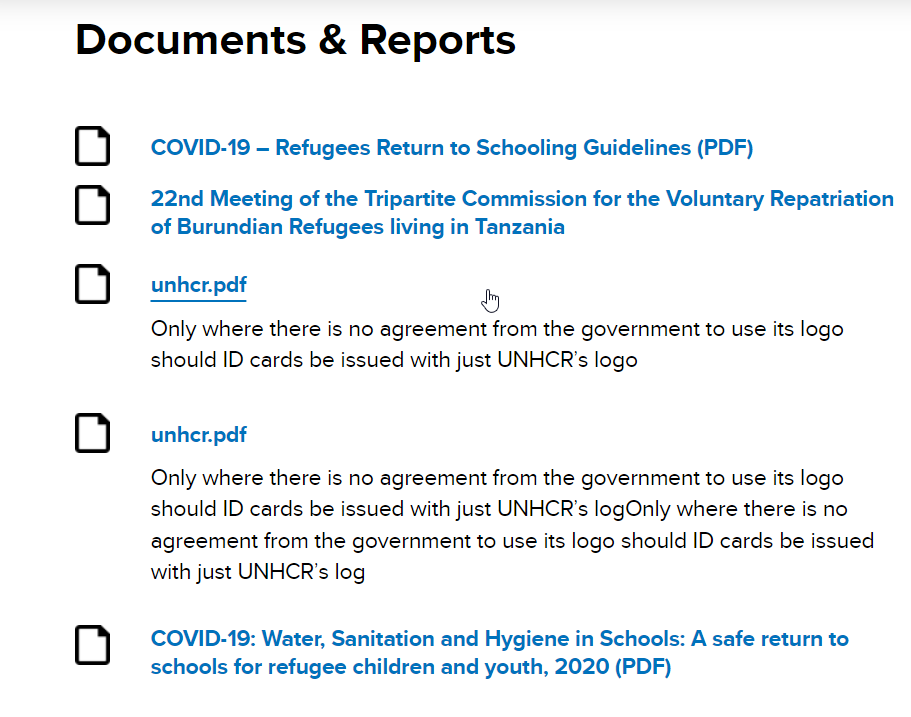 Documents & Reports
COVID-19 – Refugees Return to Schooling Guidelines (PDF)
22nd Meeting of the Tripartite Commission for the Voluntary Repatriation
of Burundian Refugees living in Tanzania
unhcr.pdf
Only where there is no agreement from the government to use its logo
should ID cards be issued with just UNHCR’s logo
unhcr.pdf
Only where there is no agreement from the government to use its logo
should ID cards be issued with just UNHCR’s logOnly where there is no
agreement from the government to use its logo should ID cards be issued
with just UNHCR’s log
COVID-19: Water, Sanitation and Hygiene in Schools: A safe return to
schools for refugee children and youth, 2020 (PDF)